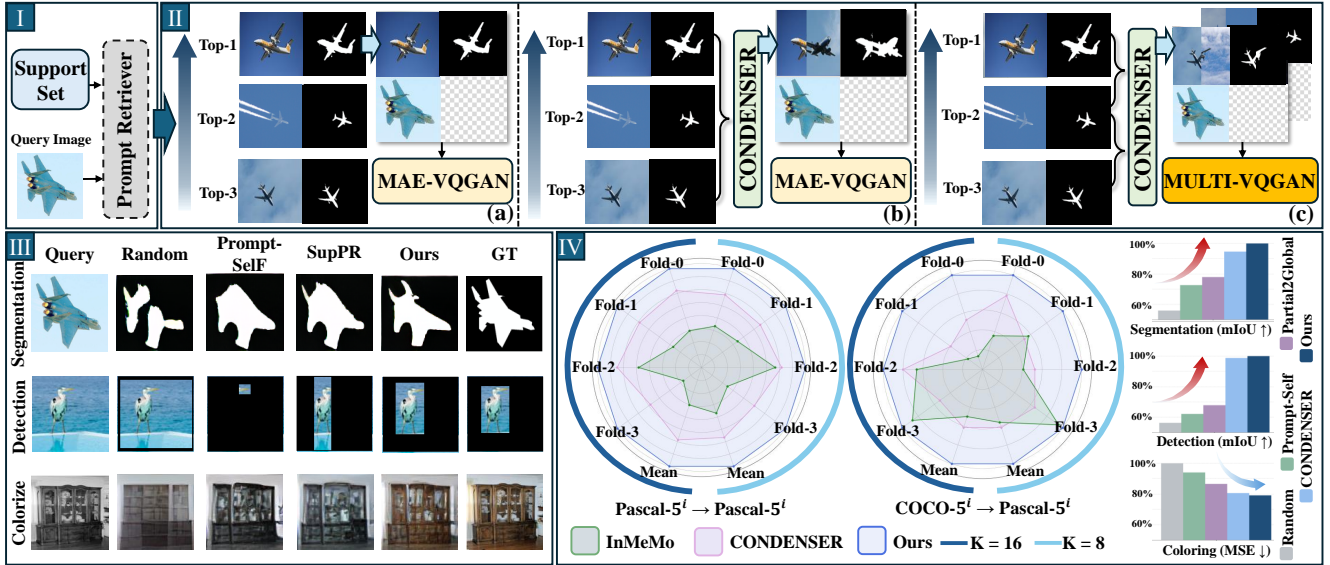 I
Support
Set
Query Image
Prompt Retriever
II
Top-1
Top-2
Top-3
MAE-VQGAN
(a)
Top-1
Top-2
Top-3
CONDENSER
MAE-VQGAN
(b)
Top-1
Top-2
Top-3
CONDENSER
MULTI-VQGAN
(c)
III
Query
Random
Prompt-
SelF
SupPR
Ours
GT
Segmentation
Detection
Colorize
IV
Fold-0
Fold-0
Fold-1
Fold-1
Fold-2
Fold-2
Fold-3
Fold-3
Mean
Mean
Pascal-5^i → Pascal-5^i
Fold-0
Fold-0
Fold-1
Fold-1
Fold-2
Fold-2
Fold-3
Fold-3
Mean
Mean
COCO-5^i → Pascal-5^i
InMeMo
CONDENSER
Ours
K = 16
K = 8
100%
80%
60%
Segmentation (mIoU ↑)
100%
80%
60%
Detection (mIoU ↑)
100%
80%
60%
Coloring (MSE ↓)
Random
Prompt-Self
CONDENSER
Partial2Global
Ours